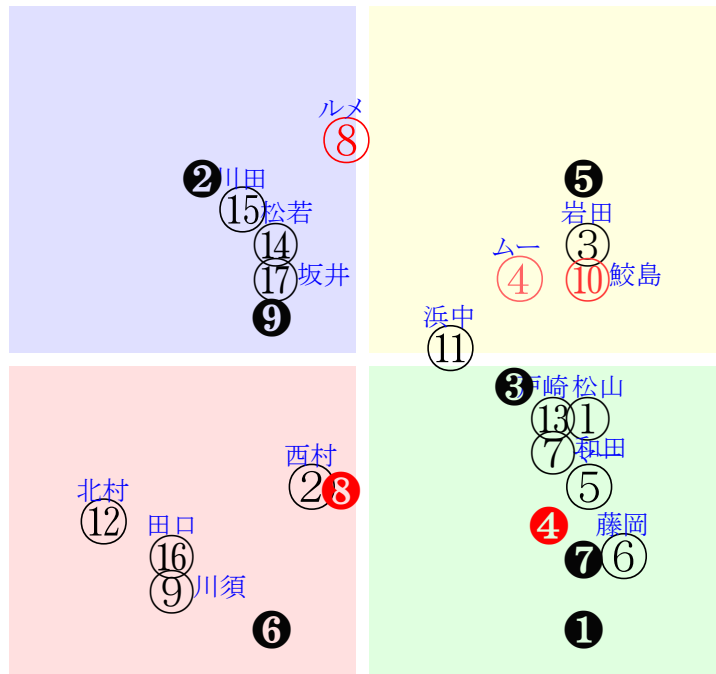 ルメ
⑧
❷川田
❺
⑮松若
岩田
⑭
③
ムー
⑰坂井
④
⑩鮫島
❾
浜中
⑪
❸戸崎 松山
⑬①
⑦和田
西村
②❽
⑤
北村
⑫
田口
❹
藤岡
⑯
❼⑥
⑨川須
❻
❶